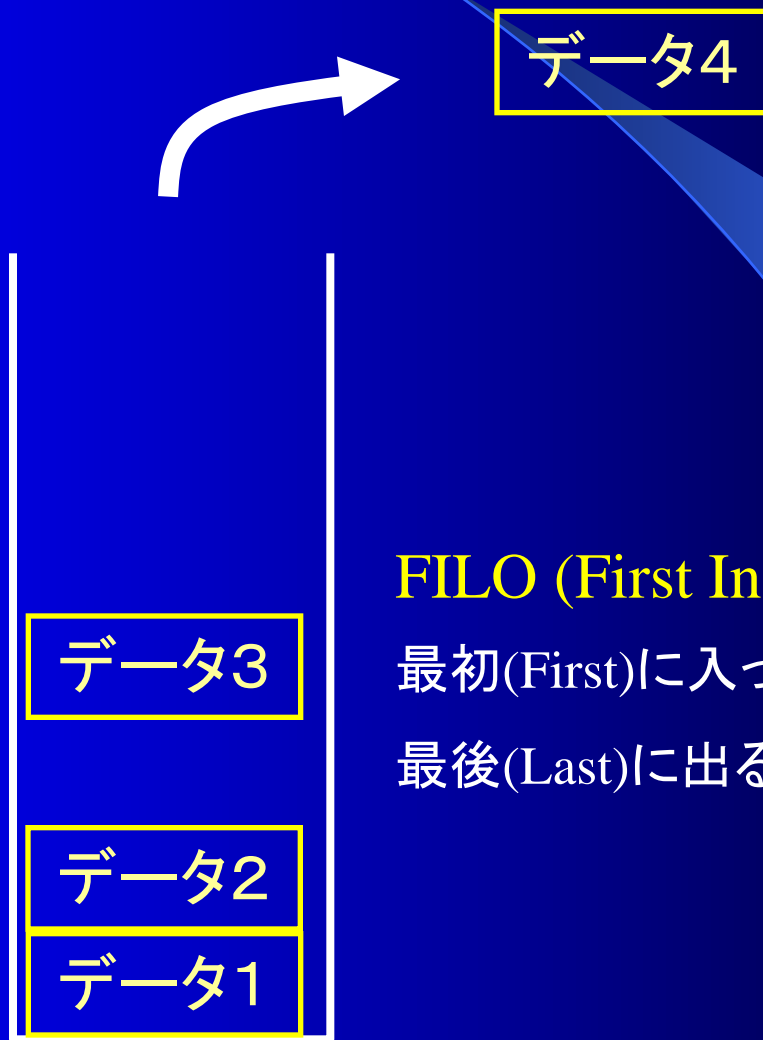 データ4
FILO (First In
最初(First)に入っ
最後(Last)に出る
データ3
データ2
データ1